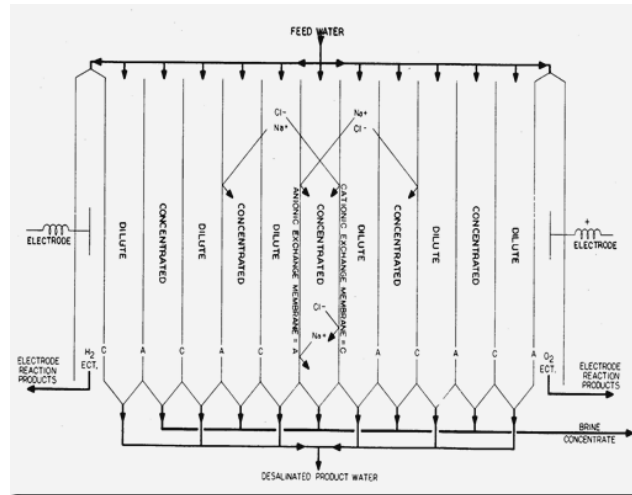 FEED WATER
Cl-
Na+
Na+
Cl-
DILUTE
CONCENTRATED
DILUTE
CONCENTRATED
DILUTE
ANIONIC EXCHANGE MEMBRANE = A
CONCENTRATED
CATIONIC EXCHANGE MEMBRANE = C
DILUTE
CONCENTRATED
DILUTE
CONCENTRATED
DILUTE
ELECTRODE
+
ELECTRODE
Cl-
Na+
H2
ECT.
C
A
C
A
C
A
C
A
C
A
O2
ECT.
ELECTRODE
REACTION
PRODUCTS
ELECTRODE
REACTION
PRODUCTS
BRINE
CONCENTRATE
DESALINATED PRODUCT WATER